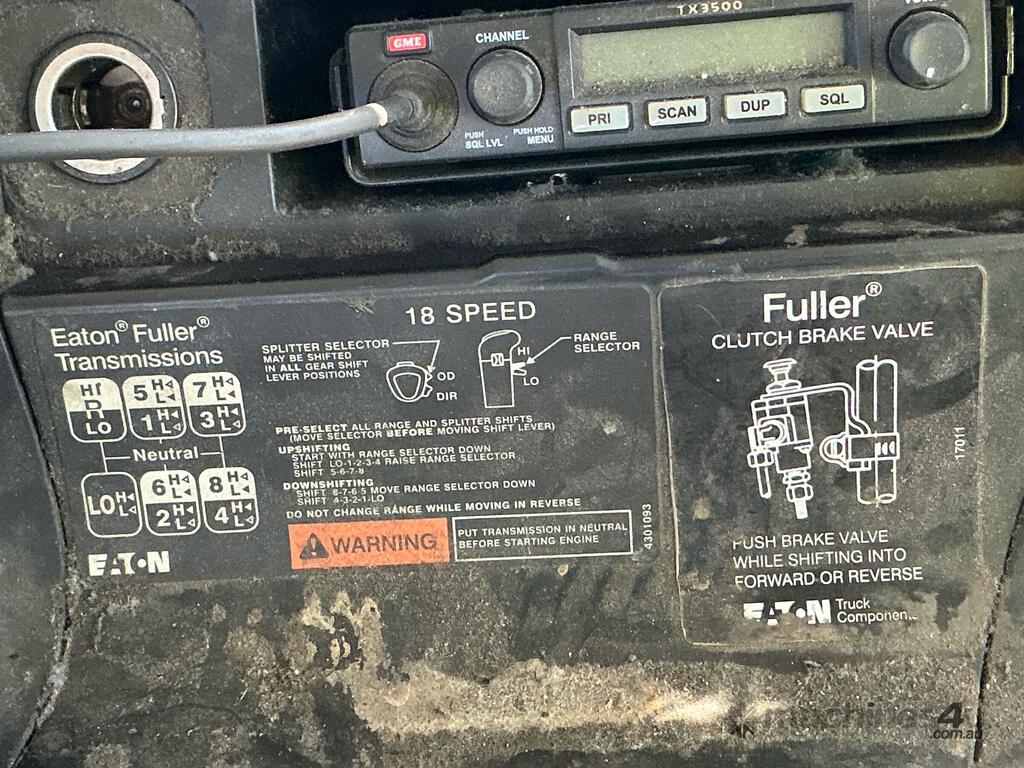 TX3500
GME
CHANNEL
PRI SCAN DUP SQL
PUSH SQL LVL
PUSH HOLD MENU
Eaton® Fuller®
Transmissions
HI
R
LO
5 H L
1 H L
7 H L
3 H L
Neutral
LO H L
6 H L
2 H L
8 H L
4 H L
EATON
18 SPEED
SPLITTER SELECTOR
MAY BE SHIFTED
IN ALL GEAR SHIFT
LEVER POSITIONS
OD
DIR
HI
LO
RANGE
SELECTOR
PRE-SELECT ALL RANGE AND SPLITTER SHIFTS
(MOVE SELECTOR BEFORE MOVING SHIFT LEVER)
UPSHIFTING
START WITH RANGE SELECTOR DOWN
SHIFT LO-1-2-3-4 RAISE RANGE SELECTOR
SHIFT 5-6-7-8
DOWNSHIFTING
SHIFT 8-7-6-5 MOVE RANGE SELECTOR DOWN
SHIFT 4-3-2-1-LO
DO NOT CHANGE RANGE WHILE MOVING IN REVERSE
WARNING
PUT TRANSMISSION IN NEUTRAL
BEFORE STARTING ENGINE
4301093
Fuller®
CLUTCH BRAKE VALVE
17011
PUSH BRAKE VALVE
WHILE SHIFTING INTO
FORWARD OR REVERSE
EATON Truck
Components
machines4
.com.au